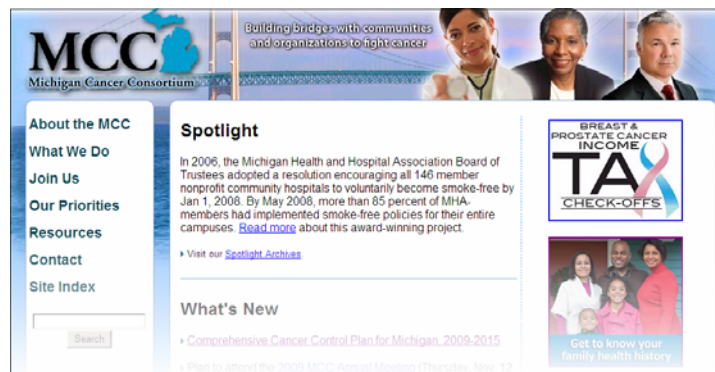 MCC
Michigan Cancer Consortium
Building bridges with communities
and organizations to fight cancer
About the MCC
What We Do
Join Us
Our Priorities
Resources
Contact
Site Index
Search
Spotlight
In 2006, the Michigan Health and Hospital Association Board of
Trustees adopted a resolution encouraging all 146 member
nonprofit community hospitals to voluntarily become smoke-free by
Jan 1, 2008. By May 2008, more than 85 percent of MHA-
members had implemented smoke-free policies for their entire
campuses. Read more about this award-winning project.
Visit our Spotlight Archives.
What's New
Comprehensive Cancer Control Plan for Michigan, 2009-2015
Plan to attend the 2009 MCC Annual Meeting (Thursday, Nov. 12,
BREAST &
PROSTATE CANCER
INCOME
TAX
CHECK-OFFS
Get to know your
family health history